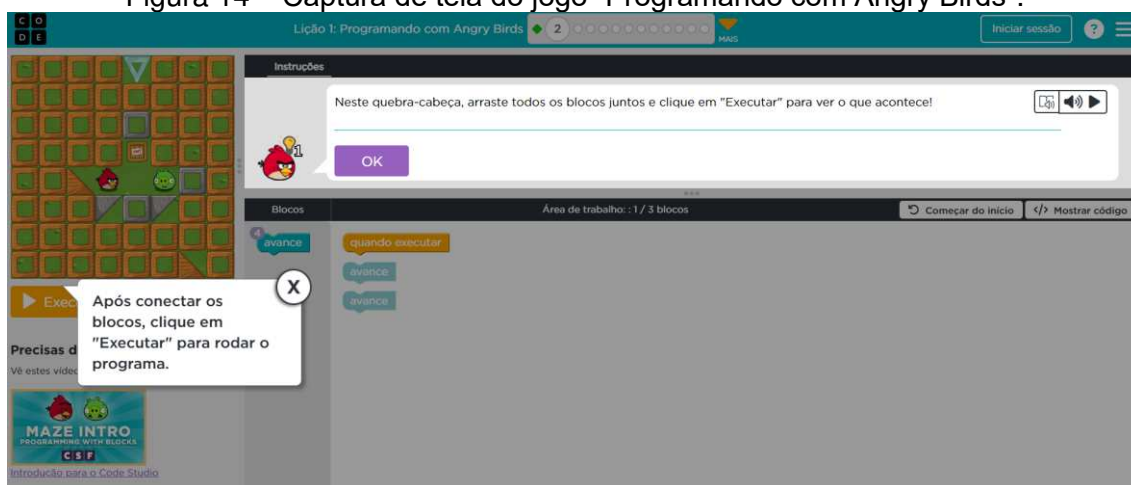 Figura 14 – Captura de tela do jogo "Programando com Angry Birds".
C O
D E
Lição 1: Programando com Angry Birds
2
MAIS
Iniciar sessão
?
Instruções
Neste quebra-cabeça, arraste todos os blocos juntos e clique em "Executar" para ver o que acontece!
1
OK
Blocos
Área de trabalho: : 1 / 3 blocos
Começar do início
</> Mostrar código
4
avance
quando executar
avance
avance
Exec
X
Após conectar os
blocos, clique em
"Executar" para rodar o
programa.
Precisas d
Vê estes vídeo
MAZE INTRO
PROGRAMMING WITH BLOCKS
C S F
Introdução para o Code Studio